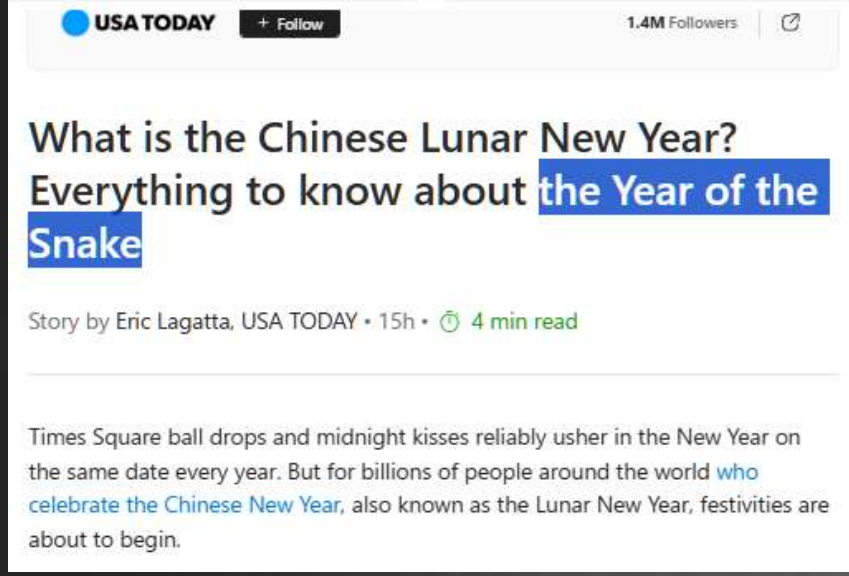 USA TODAY + Follow 1.4M Followers
What is the Chinese Lunar New Year?
Everything to know about the Year of the
Snake
Story by Eric Lagatta, USA TODAY • 15h • 4 min read
Times Square ball drops and midnight kisses reliably usher in the New Year on
the same date every year. But for billions of people around the world who
celebrate the Chinese New Year, also known as the Lunar New Year, festivities are
about to begin.